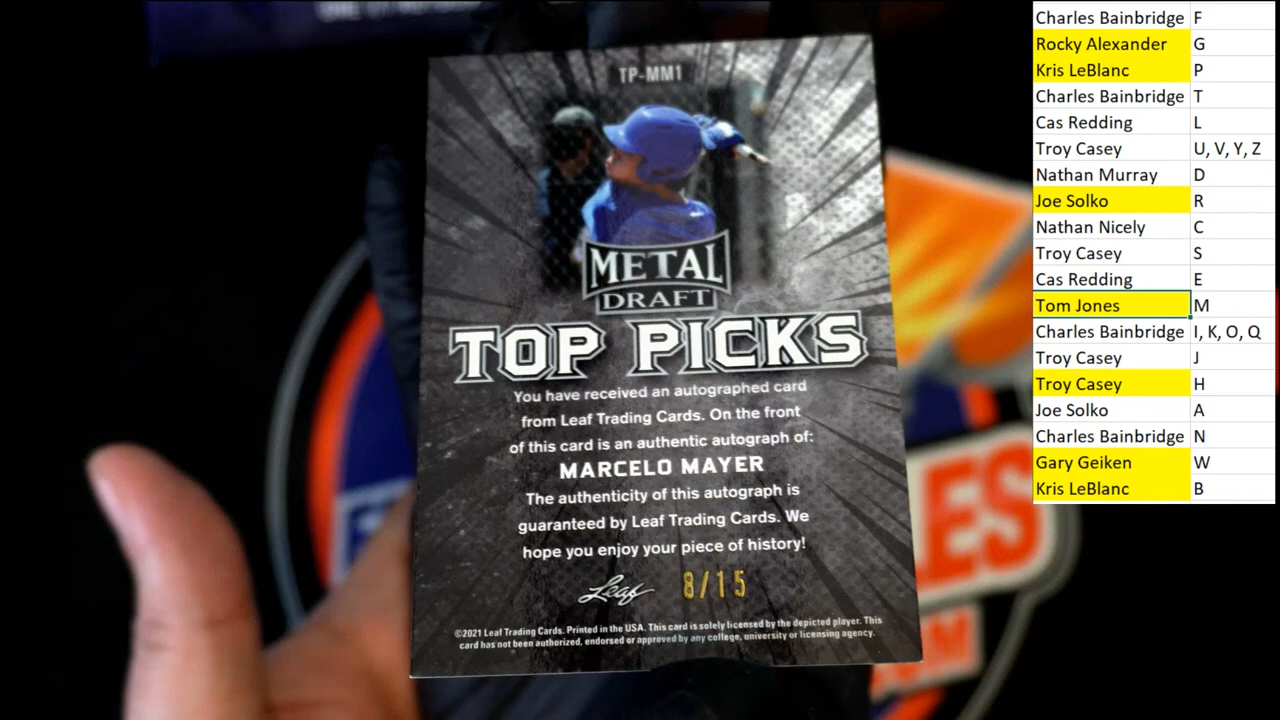 TP-MM1
METAL
DRAFT
TOP PICKS
You have received an autographed card
from Leaf Trading Cards. On the front
of this card is an authentic autograph of:
MARCELO MAYER
The authenticity of this autograph is
guaranteed by Leaf Trading Cards. We
hope you enjoy your piece of history!
Leaf 8/15
©2021 Leaf Trading Cards. Printed in the USA. This card is solely licensed by the depicted player. This
card has not been authorized, endorsed or approved by any college, university or licensing agency.
Charles Bainbridge F
Rocky Alexander G
Kris LeBlanc P
Charles Bainbridge T
Cas Redding L
Troy Casey U, V, Y, Z
Nathan Murray D
Joe Solko R
Nathan Nicely C
Troy Casey S
Cas Redding E
Tom Jones M
Charles Bainbridge I, K, O, Q
Troy Casey J
Troy Casey H
Joe Solko A
Charles Bainbridge N
Gary Geiken W
Kris LeBlanc B